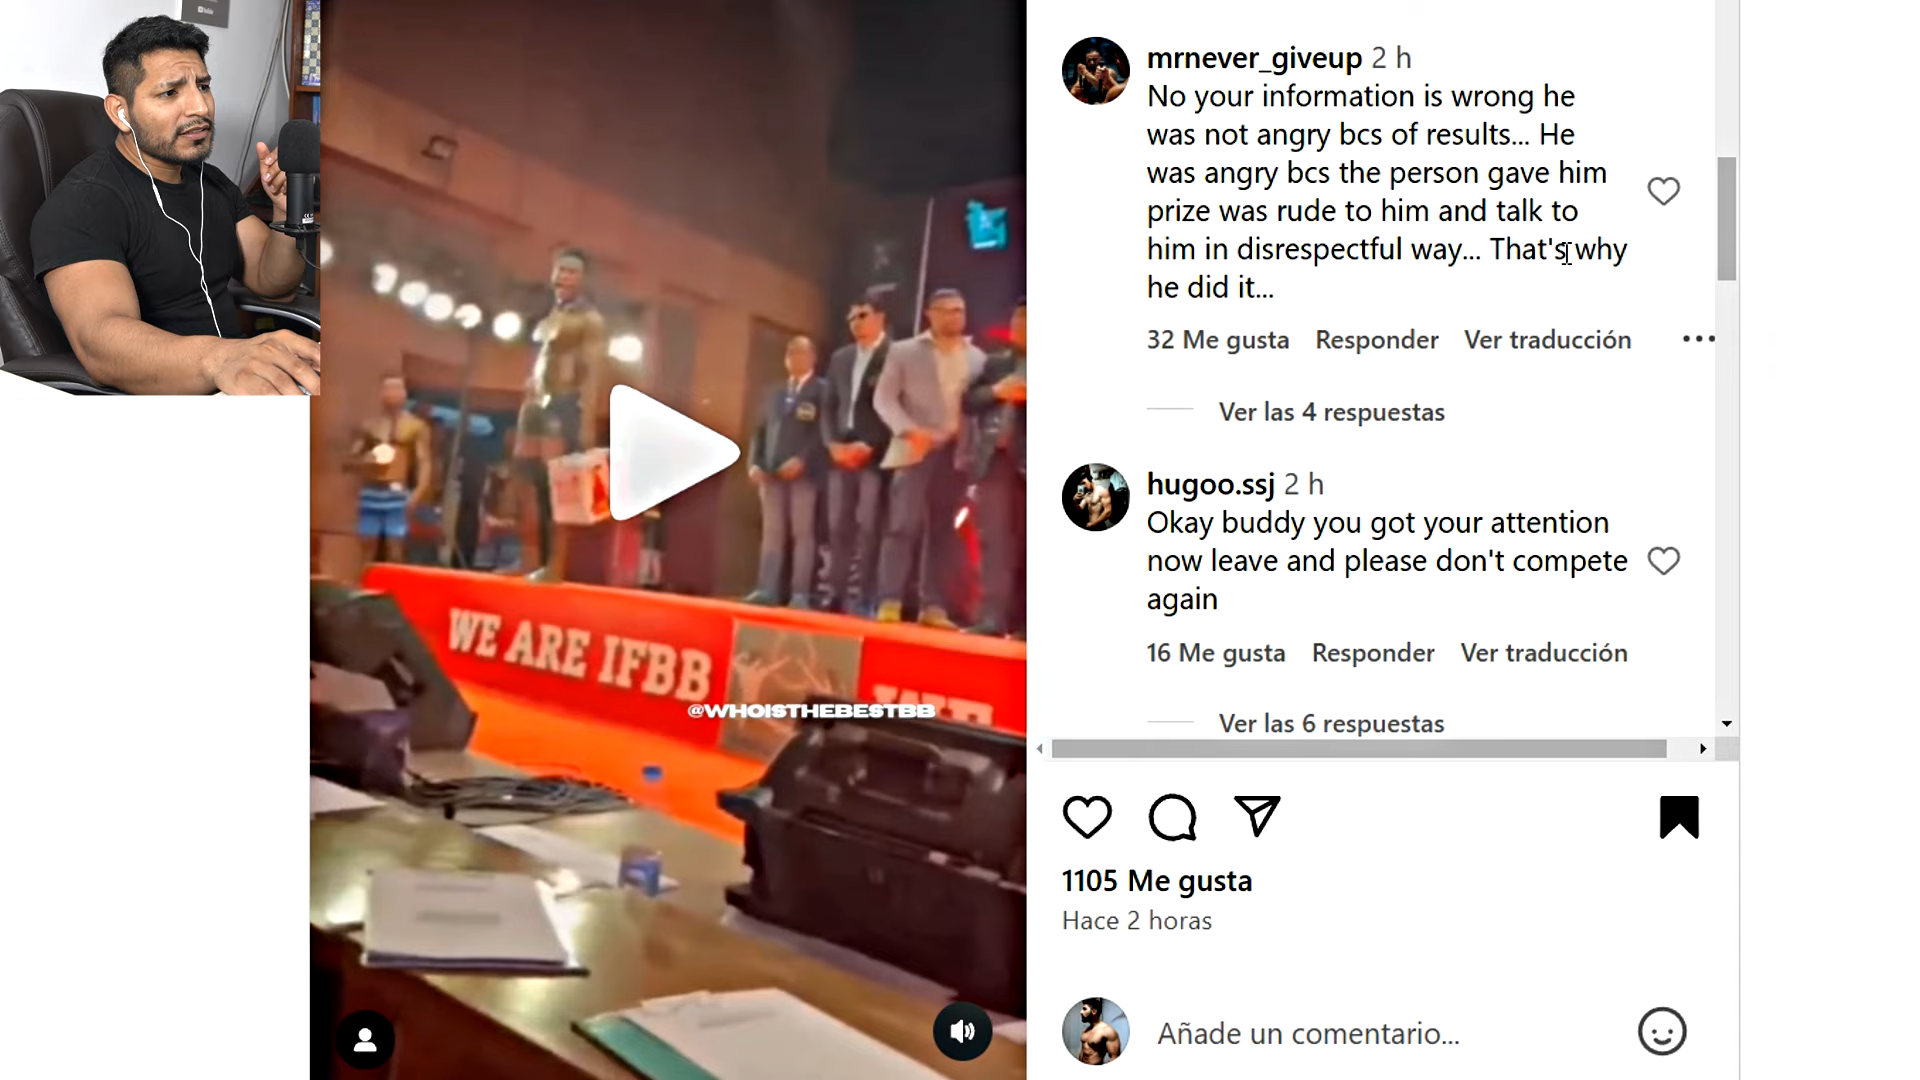 mrnever_giveup 2 h
No your information is wrong he
was not angry bcs of results... He
was angry bcs the person gave him
prize was rude to him and talk to
him in disrespectful way... That's why
he did it...
32 Me gusta Responder Ver traducción
Ver las 4 respuestas
hugoo.ssj 2 h
Okay buddy you got your attention
now leave and please don't compete
again
16 Me gusta Responder Ver traducción
Ver las 6 respuestas
WE ARE IFBB
@WHOISTHEBESTBB
1105 Me gusta
Hace 2 horas
Añade un comentario...